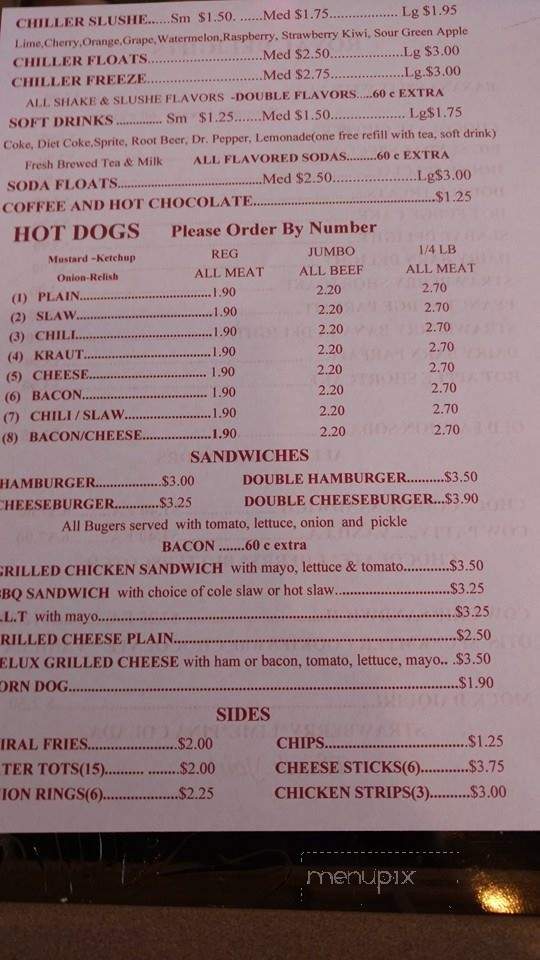 CHILLER SLUSHE......Sm $1.50. ......Med $1.75................ Lg $1.95
Lime,Cherry,Orange,Grape,Watermelon,Raspberry, Strawberry Kiwi, Sour Green Apple
CHILLER FLOATS.........................Med $2.50.................Lg $3.00
CHILLER FREEZE.........................Med $2.75.................Lg.$3.00
ALL SHAKE & SLUSHE FLAVORS -DOUBLE FLAVORS.....60 c EXTRA
SOFT DRINKS ............. Sm $1.25.......Med $1.50.................. Lg$1.75
Coke, Diet Coke,Sprite, Root Beer, Dr. Pepper, Lemonade(one free refill with tea, soft drink)
Fresh Brewed Tea & Milk ALL FLAVORED SODAS.........60 c EXTRA
SODA FLOATS................................Med $2.50...................Lg$3.00
COFFEE AND HOT CHOCOLATE.........................................$1.25
HOT DOGS Please Order By Number
Mustard –Ketchup REG JUMBO 1/4 LB
Onion-Relish ALL MEAT ALL BEEF ALL MEAT
(1) PLAIN..............................1.90 2.20 2.70
(2) SLAW...............................1.90 2.20 2.70
(3) CHILI...............................1.90 2.20 2.70
(4) KRAUT.............................1.90 2.20 2.70
(5) CHEESE........................... 1.90 2.20 2.70
(6) BACON............................ 1.90 2.20 2.70
(7) CHILI / SLAW....................1.90 2.20 2.70
(8) BACON/CHEESE................1.90 2.20 2.70
SANDWICHES
HAMBURGER...............$3.00 DOUBLE HAMBURGER..........$3.50
CHEESEBURGER............$3.25 DOUBLE CHEESEBURGER...$3.90
All Bugers served with tomato, lettuce, onion and pickle
BACON .......60 c extra
GRILLED CHICKEN SANDWICH with mayo, lettuce & tomato...........$3.50
BBQ SANDWICH with choice of cole slaw or hot slaw...........................$3.25
.L.T with mayo...............................................................................$3.25
RILLED CHEESE PLAIN.................................................................$2.50
ELUX GRILLED CHEESE with ham or bacon, tomato, lettuce, mayo.. .$3.50
ORN DOG........................................................................................$1.90
SIDES
IRAL FRIES.....................$2.00 CHIPS.................................$1.25
TER TOTS(15).......... ........$2.00 CHEESE STICKS(6)...........$3.75
ION RINGS(6)..................$2.25 CHICKEN STRIPS(3)..........$3.00
menupix